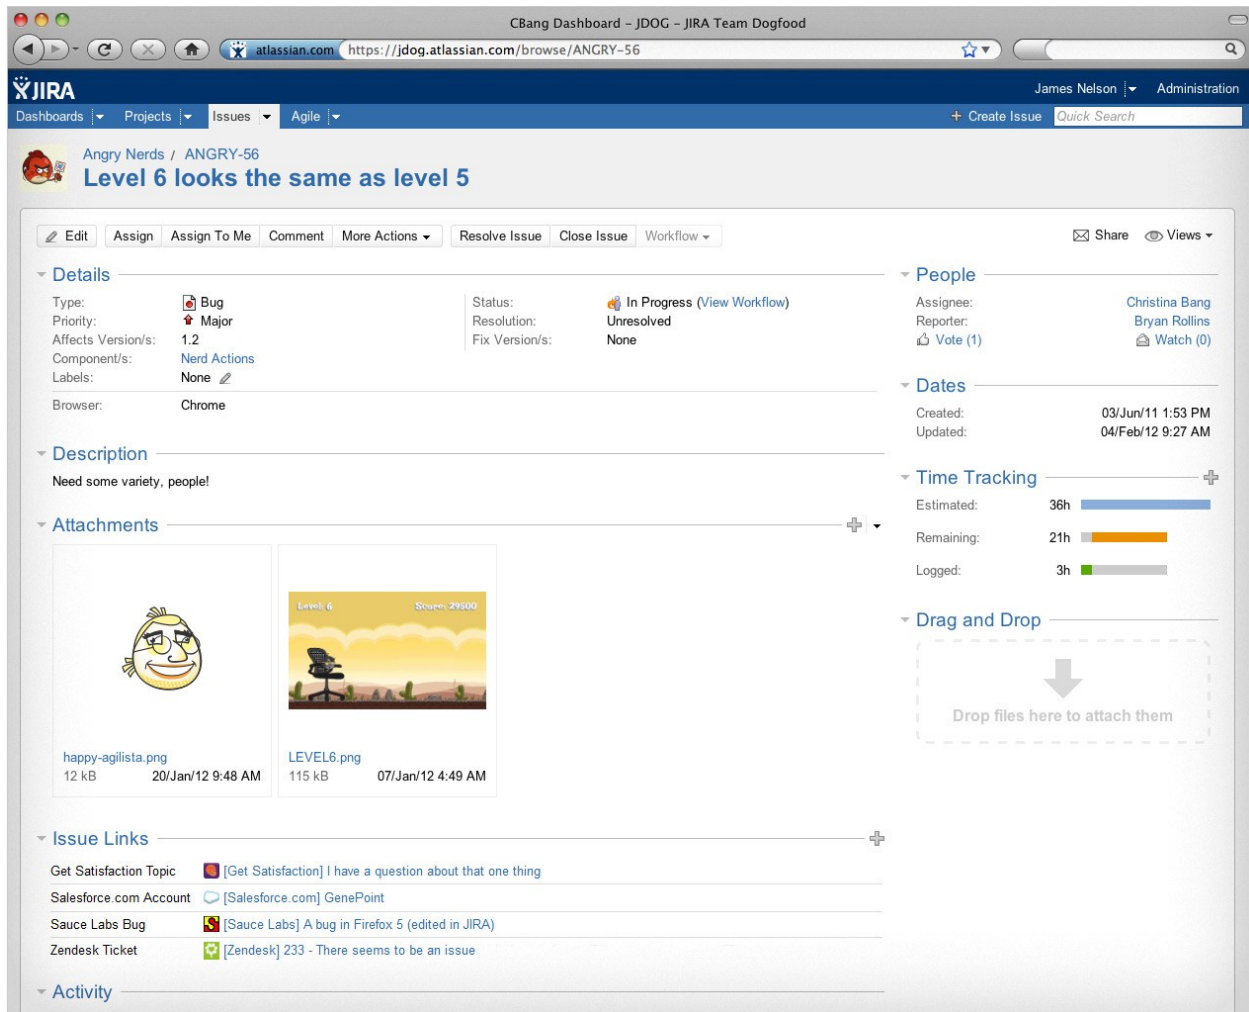 CBang Dashboard – JDOG – JIRA Team Dogfood
atlassian.com https://jdog.atlassian.com/browse/ANGRY-56
JIRA
James Nelson Administration
Dashboards Projects Issues Agile
Create Issue Quick Search
Angry Nerds / ANGRY-56
Level 6 looks the same as level 5
Edit Assign Assign To Me Comment More Actions Resolve Issue Close Issue Workflow
Share Views
Details
Type: Bug
Priority: Major
Affects Version/s: 1.2
Component/s: Nerd Actions
Labels: None
Status: In Progress (View Workflow)
Resolution: Unresolved
Fix Version/s: None
Browser: Chrome
Description
Need some variety, people!
Attachments
Level: 6 Score: 29500
happy-agilista.png
12 kB 20/Jan/12 9:48 AM
LEVEL6.png
115 kB 07/Jan/12 4:49 AM
Issue Links
Get Satisfaction Topic [Get Satisfaction] I have a question about that one thing
Salesforce.com Account [Salesforce.com] GenePoint
Sauce Labs Bug [Sauce Labs] A bug in Firefox 5 (edited in JIRA)
Zendesk Ticket [Zendesk] 233 - There seems to be an issue
Activity
People
Assignee: Christina Bang
Reporter: Bryan Rollins
Vote (1) Watch (0)
Dates
Created: 03/Jun/11 1:53 PM
Updated: 04/Feb/12 9:27 AM
Time Tracking
Estimated: 36h
Remaining: 21h
Logged: 3h
Drag and Drop
Drop files here to attach them